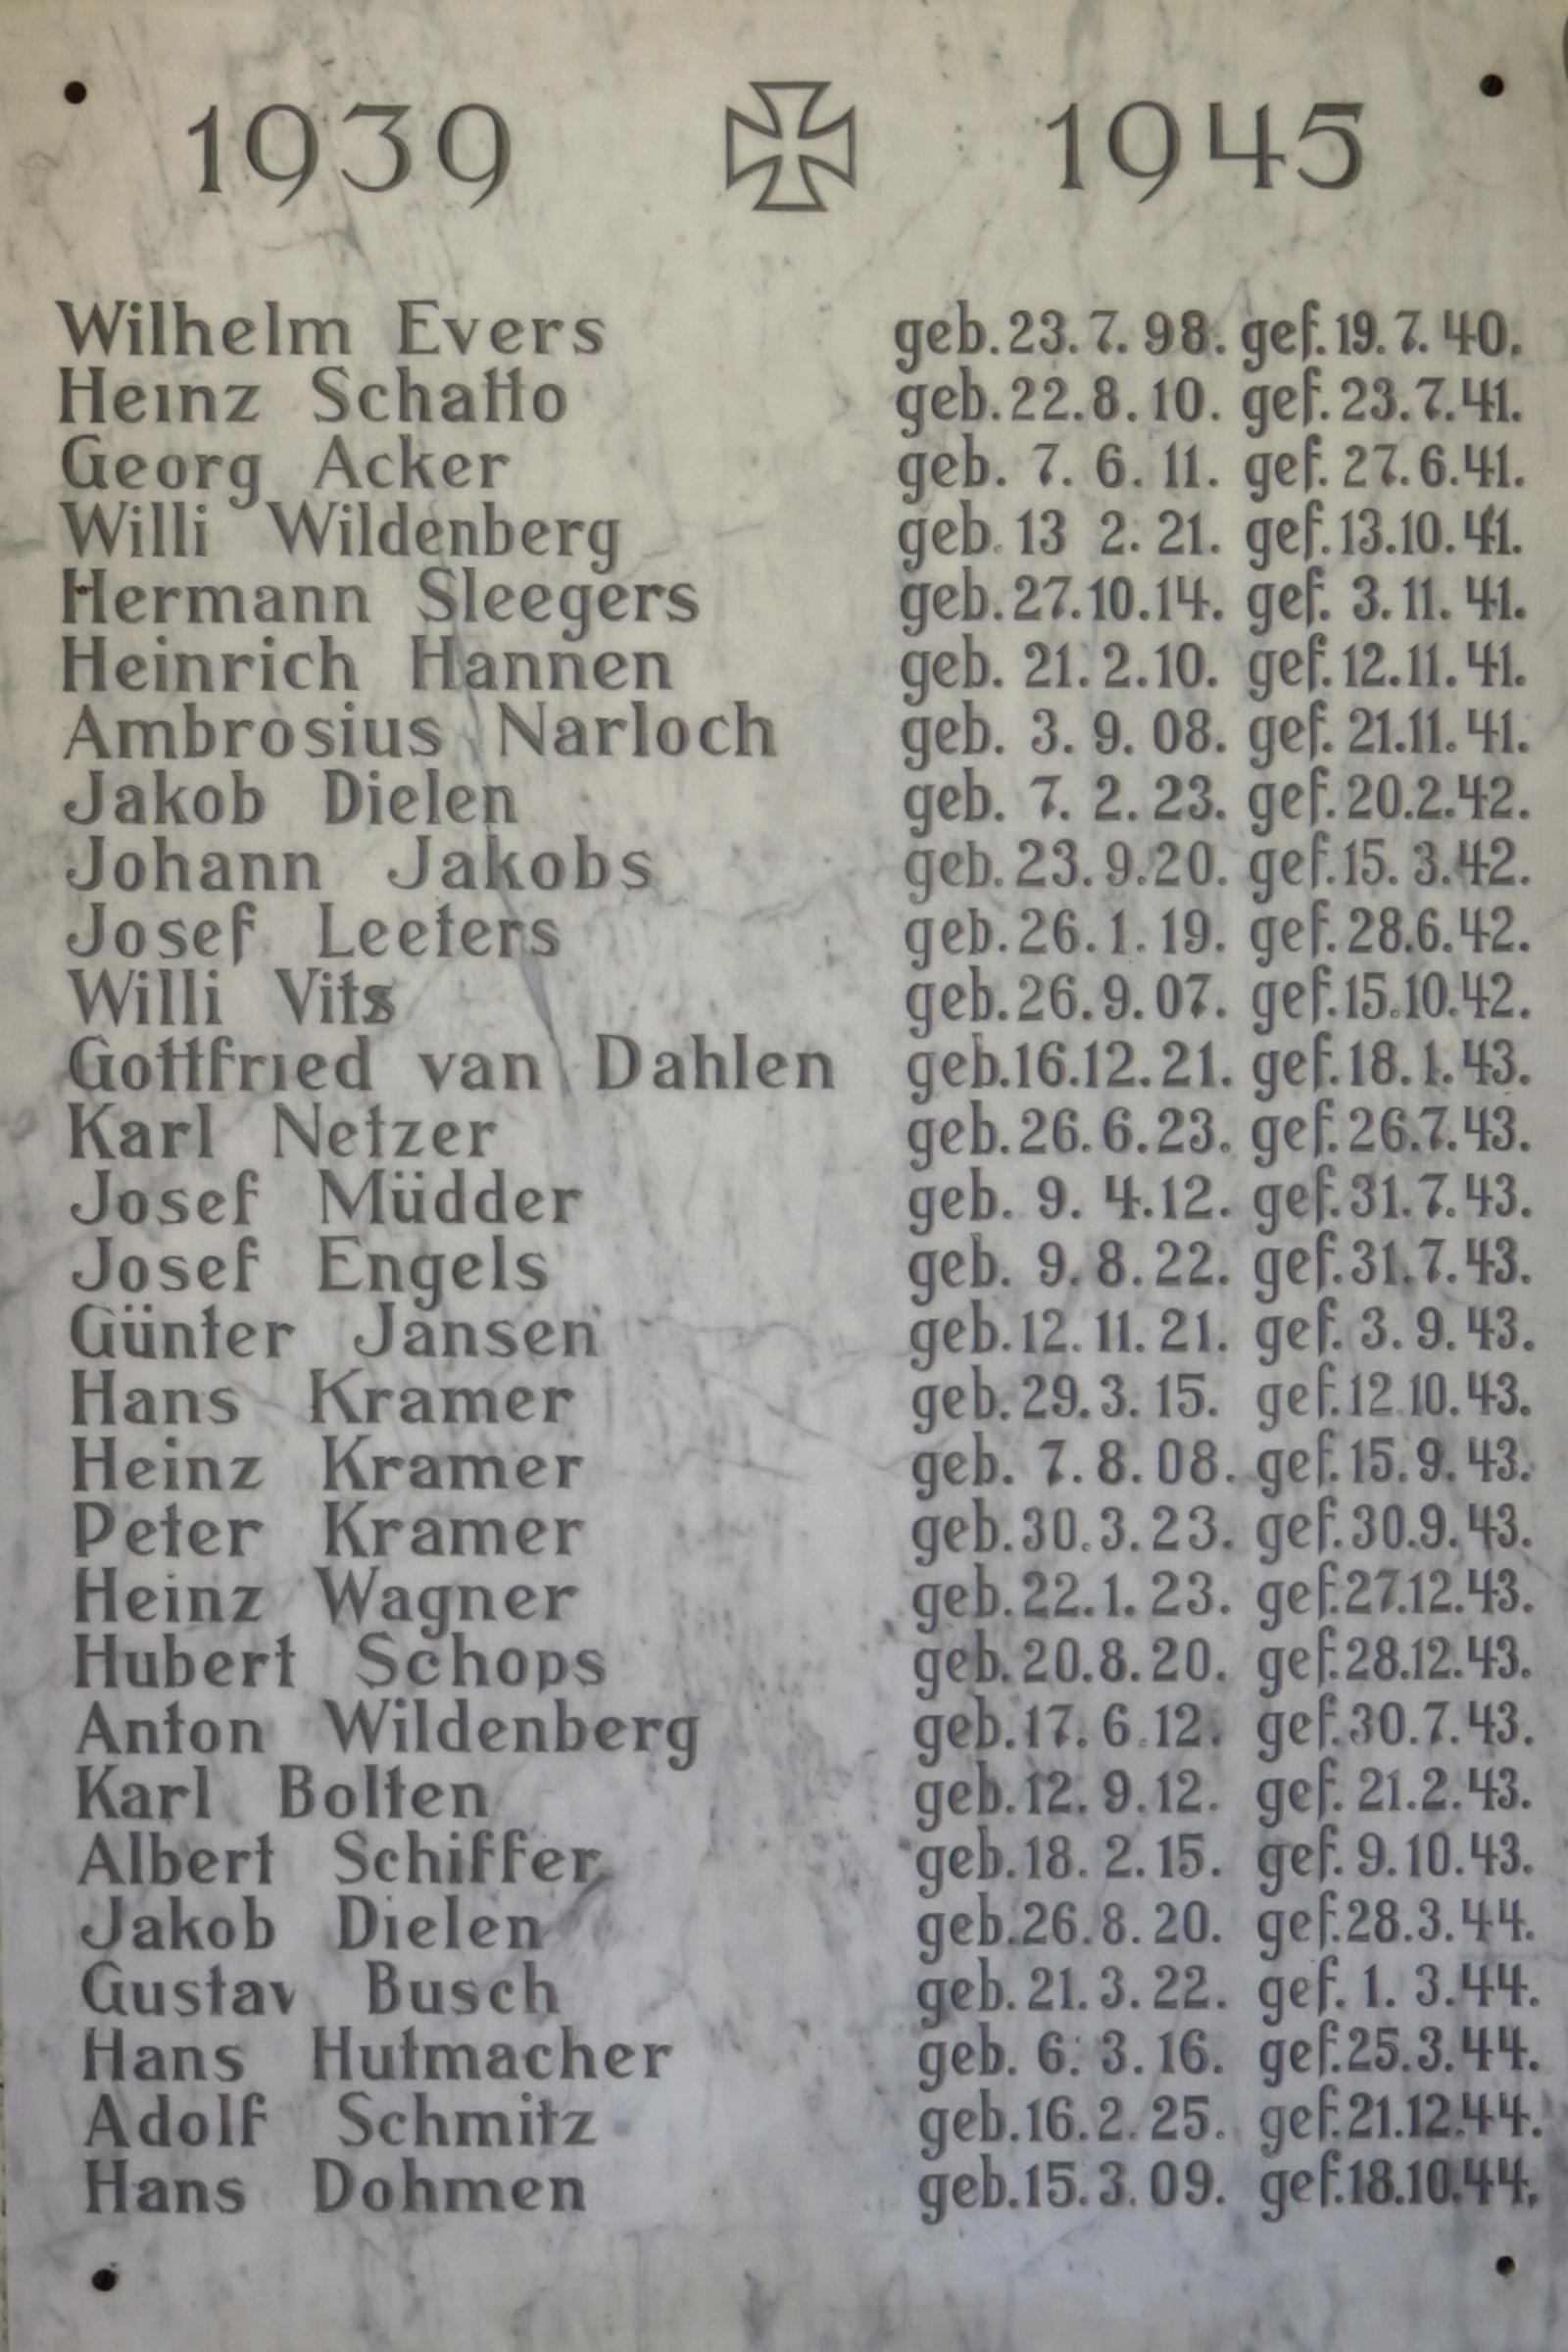 1939 1945
Wilhelm Evers geb. 23. 7. 98. gef. 19. 7. 40.
Heinz Schatto geb. 22. 8. 10. gef. 23. 7. 41.
Georg Acker geb. 7. 6. 11. gef. 27. 6. 41.
Willi Wildenberg geb. 13 2. 21. gef. 13. 10. 41.
Hermann Sleegers geb. 27. 10. 14. gef. 3. 11. 41.
Heinrich Hannen geb. 21. 2. 10. gef. 12. 11. 41.
Ambrosius Narloch geb. 3. 9. 08. gef. 21. 11. 41.
Jakob Dielen geb. 7. 2. 23. gef. 20. 2. 42.
Johann Jakobs geb. 23. 9. 20. gef. 15. 3. 42.
Josef Leeters geb. 26. 1. 19. gef. 28. 6. 42.
Willi Vits geb. 26. 9. 07. gef. 15. 10. 42.
Gottfried van Dahlen geb. 16. 12. 21. gef. 18. 1. 43.
Karl Netzer geb. 26. 6. 23. gef. 26. 7. 43.
Josef Müdder geb. 9. 4. 12. gef. 31. 7. 43.
Josef Engels geb. 9. 8. 22. gef. 31. 7. 43.
Günter Jansen geb. 12. 11. 21. gef. 3. 9. 43.
Hans Kramer geb. 29. 3. 15. gef. 12. 10. 43.
Heinz Kramer geb. 7. 8. 08. gef. 15. 9. 43.
Peter Kramer geb. 30. 3. 23. gef. 30. 9. 43.
Heinz Wagner geb. 22. 1. 23. gef. 27. 12. 43.
Hubert Schops geb. 20. 8. 20. gef. 28. 12. 43.
Anton Wildenberg geb. 17. 6. 12. gef. 30. 7. 43.
Karl Bolten geb. 12. 9. 12. gef. 21. 2. 43.
Albert Schiffer geb. 18. 2. 15. gef. 9. 10. 43.
Jakob Dielen geb. 26. 8. 20. gef. 28. 3. 44.
Gustav Busch geb. 21. 3. 22. gef. 1. 3. 44.
Hans Hutmacher geb. 6. 3. 16. gef. 25. 3. 44.
Adolf Schmitz geb. 16. 2. 25. gef. 21. 12. 44.
Hans Dohmen geb. 15. 3. 09. gef. 18. 10. 44.